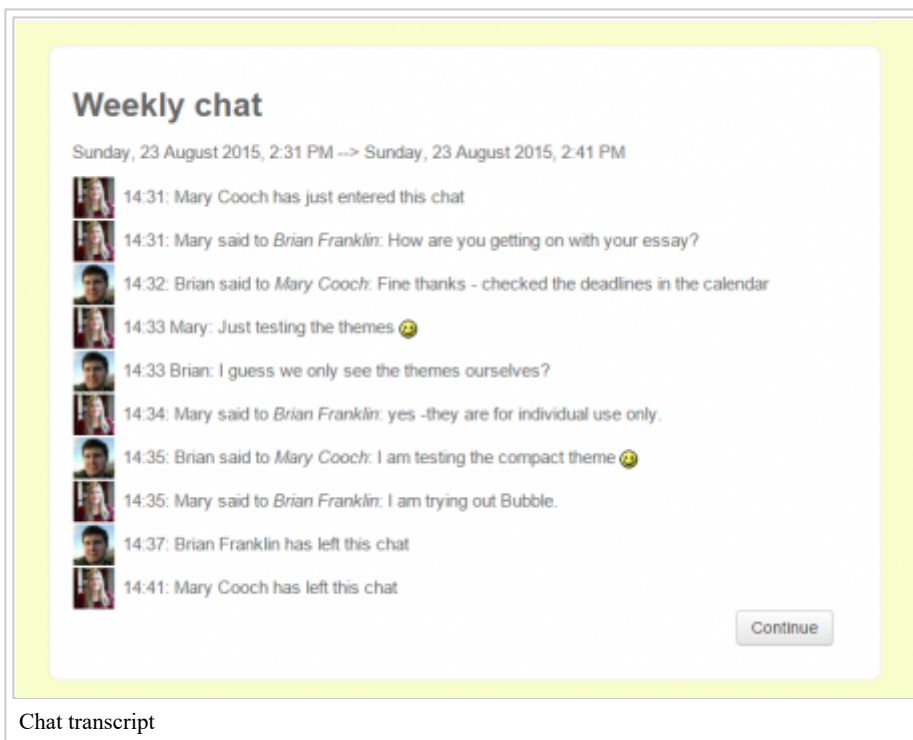 Weekly chat
Sunday, 23 August 2015, 2:31 PM --> Sunday, 23 August 2015, 2:41 PM
14:31: Mary Cooch has just entered this chat
14:31: Mary said to Brian Franklin: How are you getting on with your essay?
14:32: Brian said to Mary Cooch: Fine thanks - checked the deadlines in the calendar
14:33 Mary: Just testing the themes
14:33 Brian: I guess we only see the themes ourselves?
14:34: Mary said to Brian Franklin: yes -they are for individual use only.
14:35: Brian said to Mary Cooch: I am testing the compact theme
14:35: Mary said to Brian Franklin: I am trying out Bubble.
14:37: Brian Franklin has left this chat
14:41: Mary Cooch has left this chat
Continue
Chat transcript